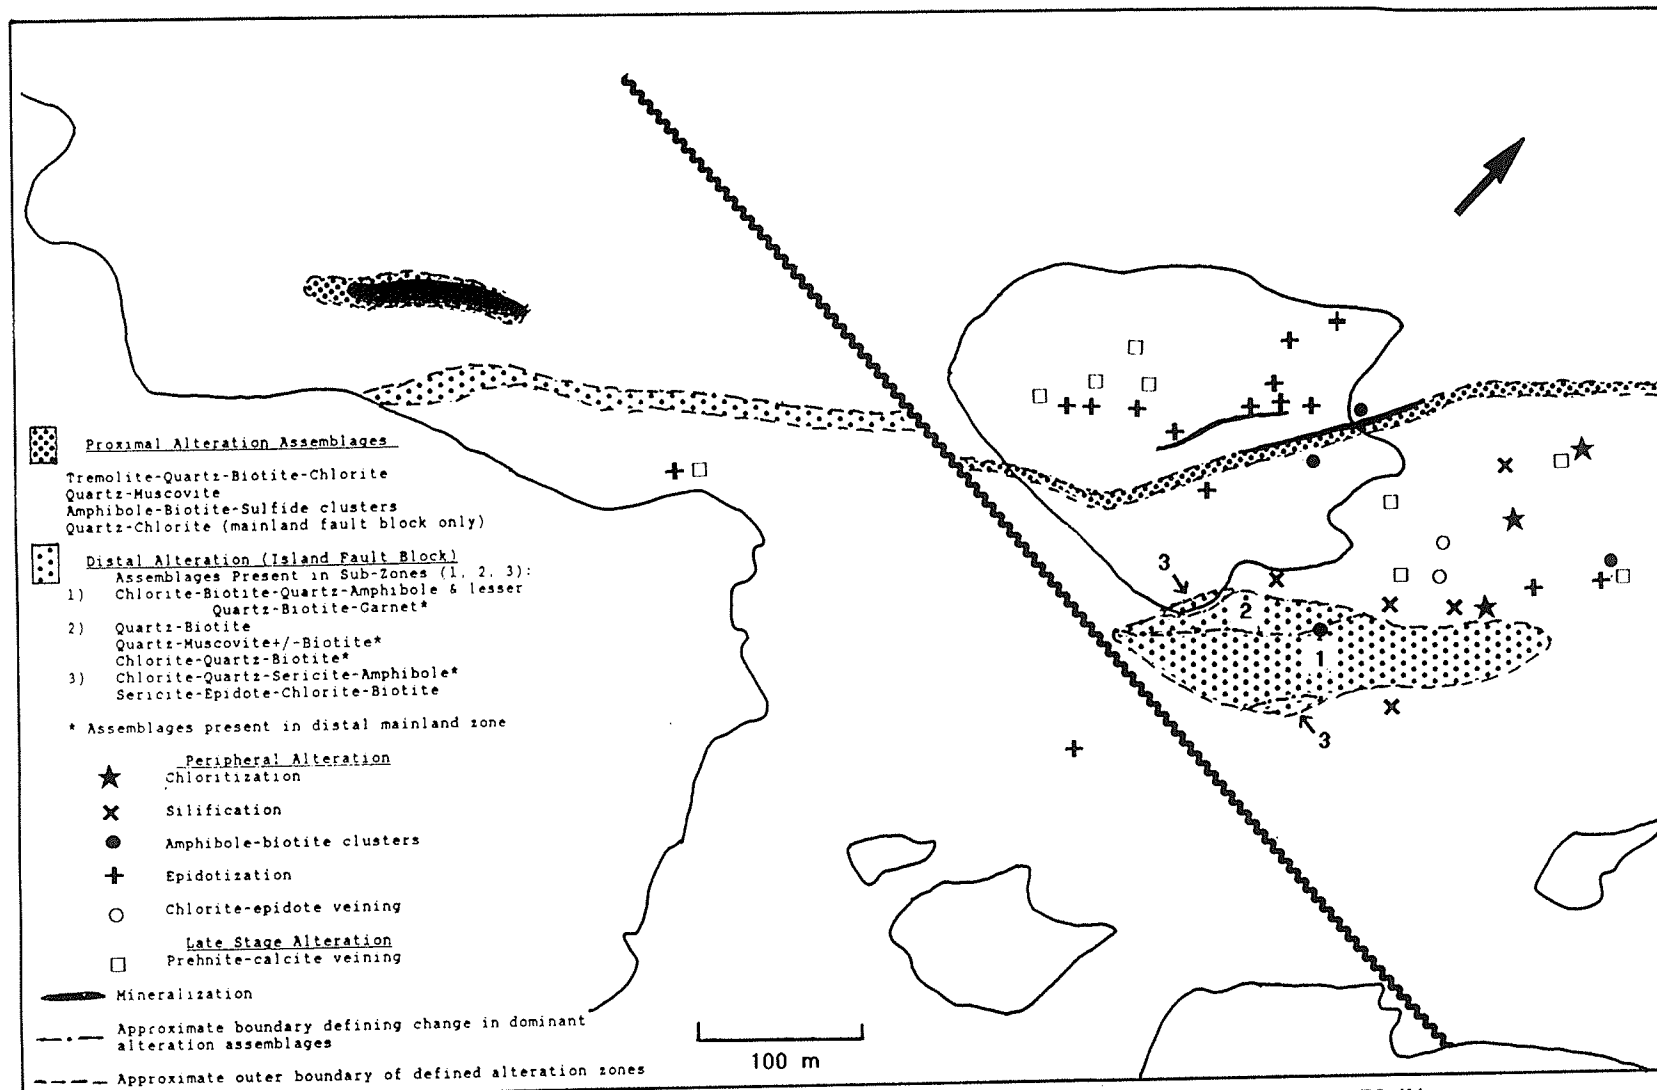 Proximal Alteration Assemblages
Tremolite-Quartz-Biotite-Chlorite
Quartz-Muscovite
Amphibole-Biotite-Sulfide clusters
Quartz-Chlorite (mainland fault block only)
Distal Alteration (Island Fault Block)
Assemblages Present in Sub-Zones (1, 2, 3):
1) Chlorite-Biotite-Quartz-Amphibole & lesser
Quartz-Biotite-Garnet*
2) Quartz-Biotite
Quartz-Muscovite+/-Biotite*
Chlorite-Quartz-Biotite*
3) Chlorite-Quartz-Sericite-Amphibole*
Sericite-Epidote-Chlorite-Biotite
* Assemblages present in distal mainland zone
Peripheral Alteration
Chloritization
Silification
Amphibole-biotite clusters
Epidotization
Chlorite-epidote veining
Late Stage Alteration
Prehnite-calcite veining
Mineralization
Approximate boundary defining change in dominant
alteration assemblages
Approximate outer boundary of defined alteration zones
3
2
1
3
100 m